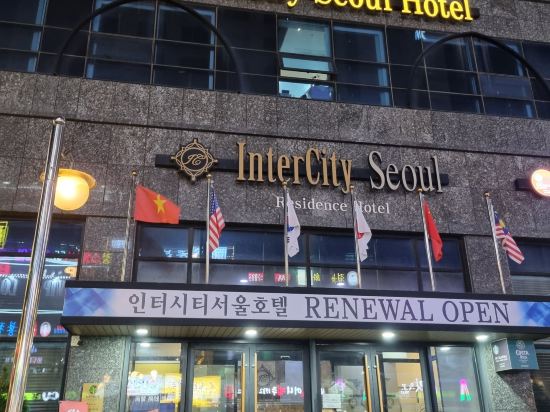 Seoul Hotel
InterCity Seoul
Residence Hotel
인터시티서울호텔 RENEWAL OPEN